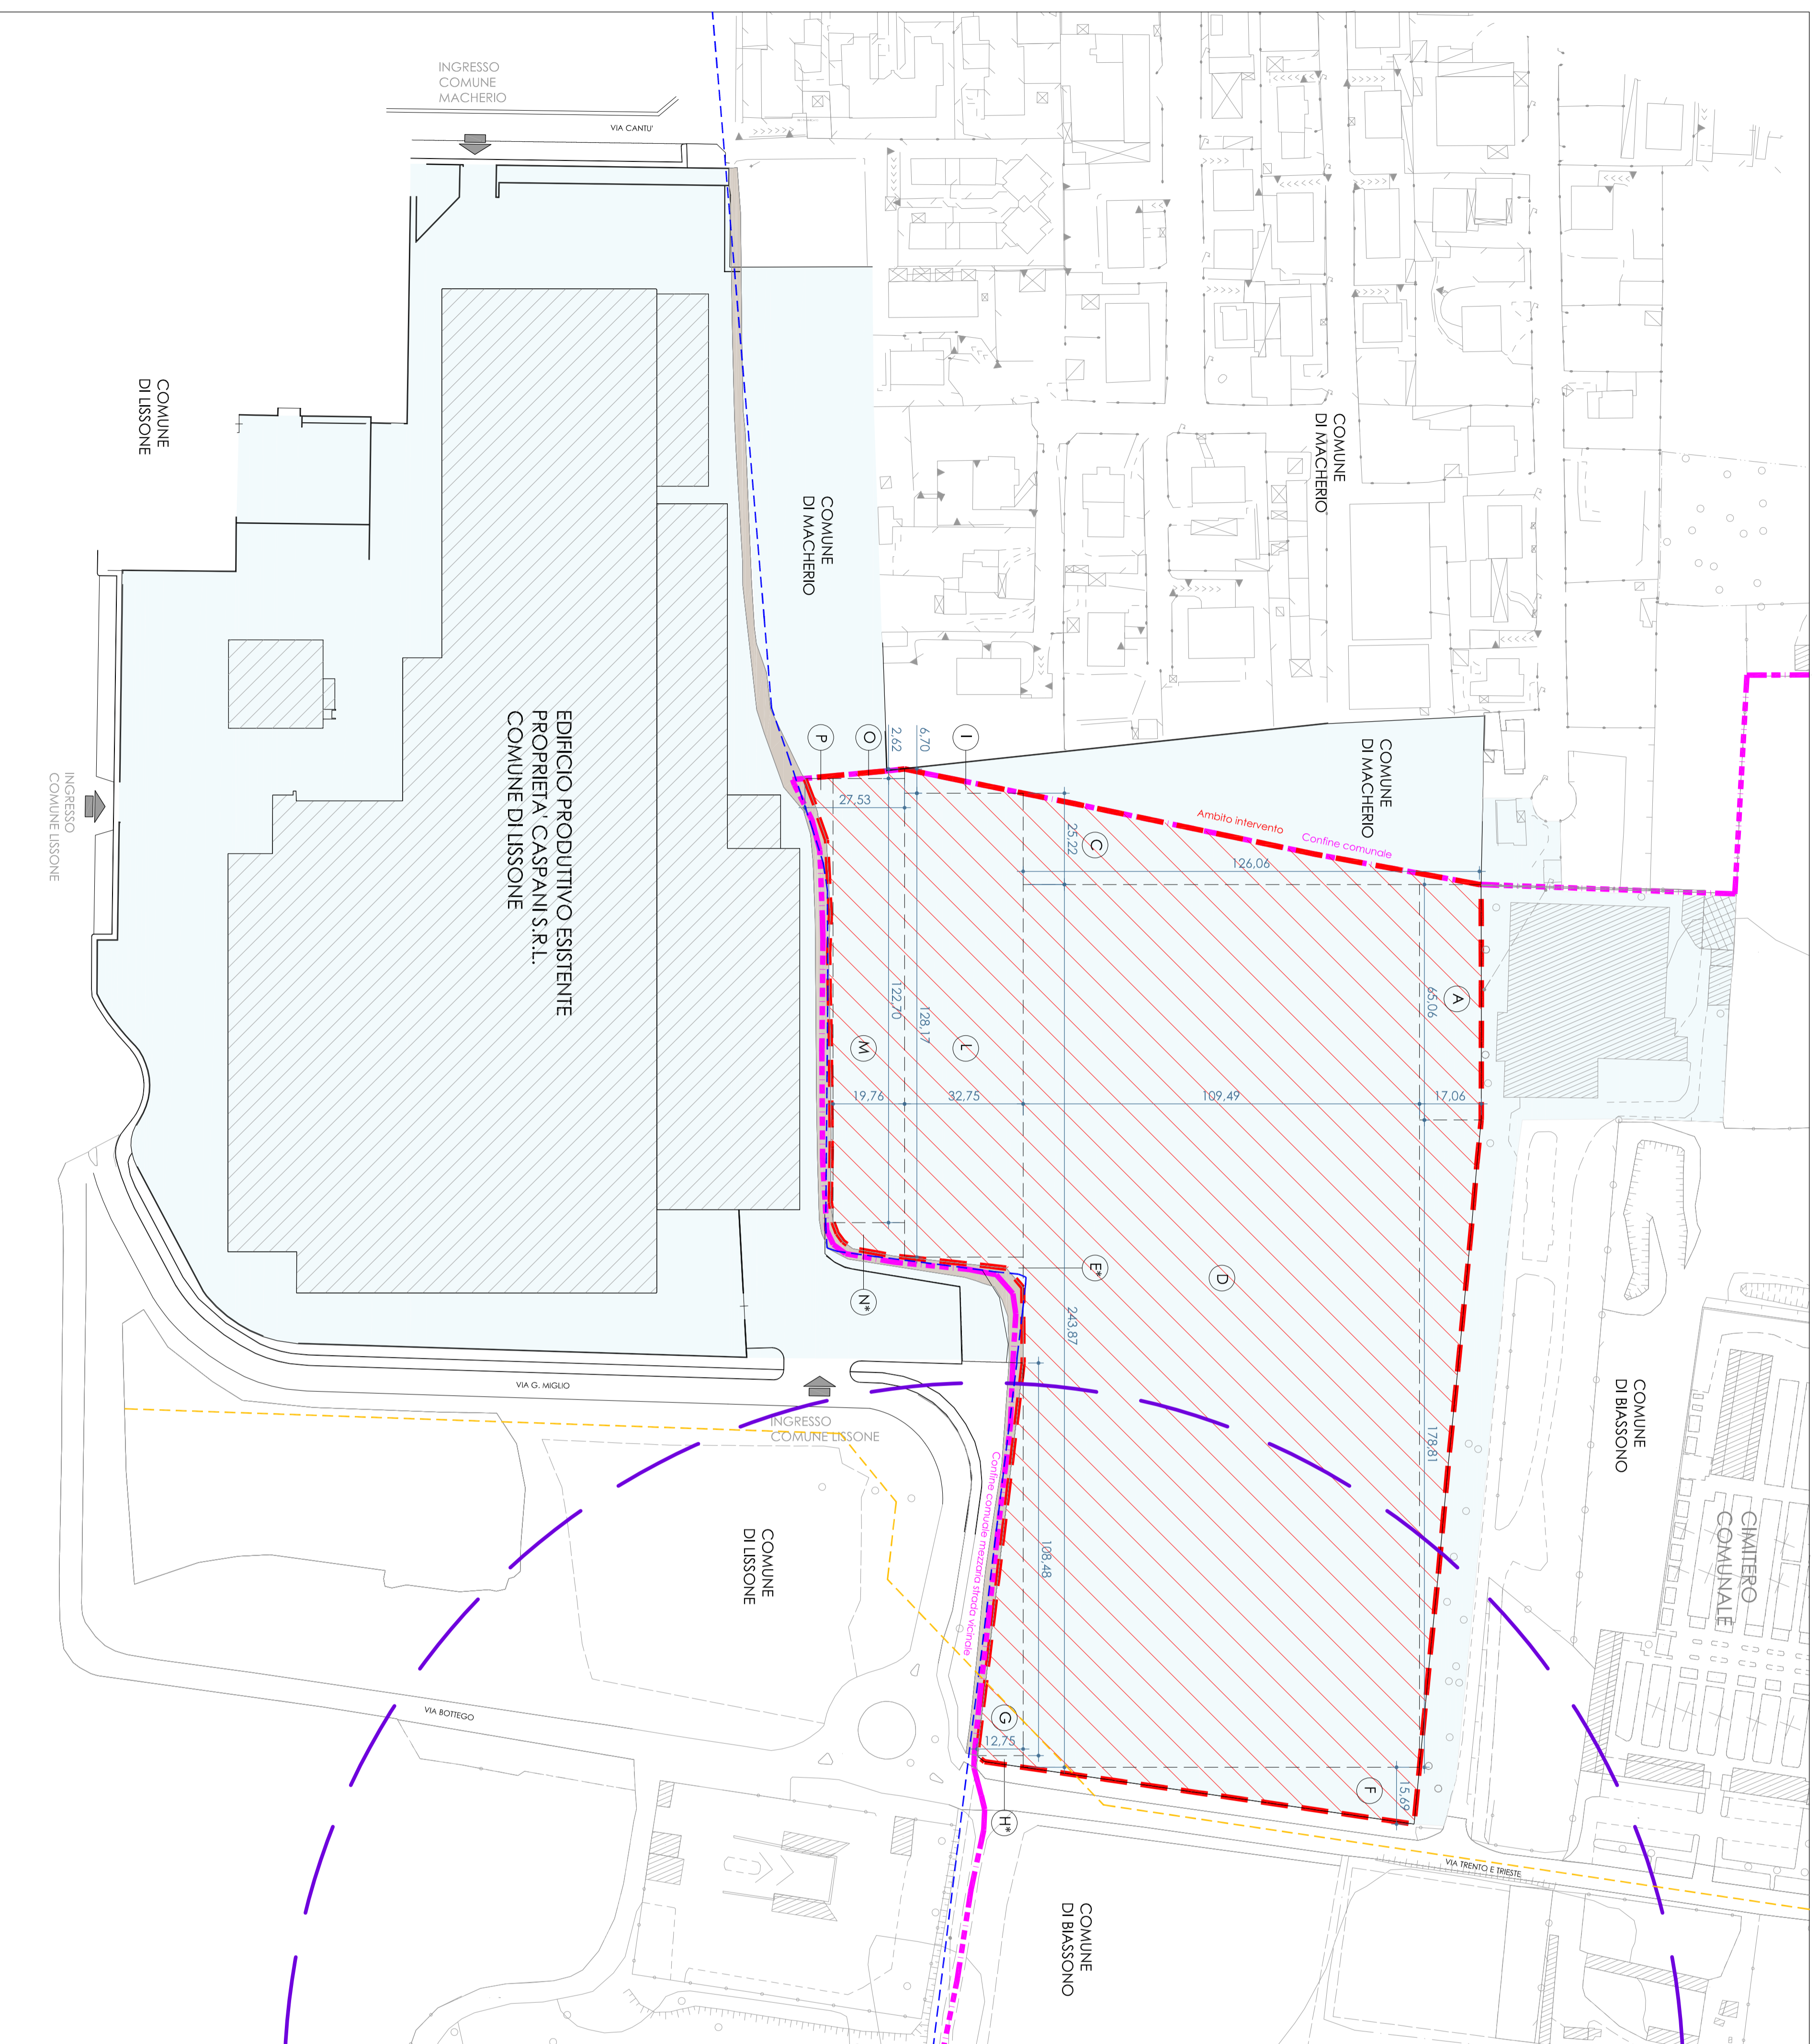 INGRESSO
COMUNE
MACHERIO
VIA CANTU'
COMUNE
DI LISSONE
COMUNE
DI MACHERIO
COMUNE
DI MACHERIO
COMUNE
DI MACHERIO
EDIFICIO PRODUTTIVO ESISTENTE
PROPRIETA' CASPANI S.R.L.
COMUNE DI LISSONE
INGRESSO
COMUNE LISSONE
P
O
2,62
6,70
I
27,53
25,22
C
Ambito intervento
Confine comunale
126,06
A
65,06
122,70
128,17
M
L
19,76
32,75
109,49
17,06
E*
D
N*
243,87
178,81
VIA G. MIGLIO
INGRESSO
COMUNE LISSONE
Confine comuale mezzaria strada vicinale
108,48
COMUNE
DI LISSONE
COMUNE
DI BIASSONO
CIMITERO
COMUNALE
VIA BOTTEGO
G
12,75
H*
F
15,69
VIA TRENTO E TRIESTE
COMUNE
DI BIASSONO